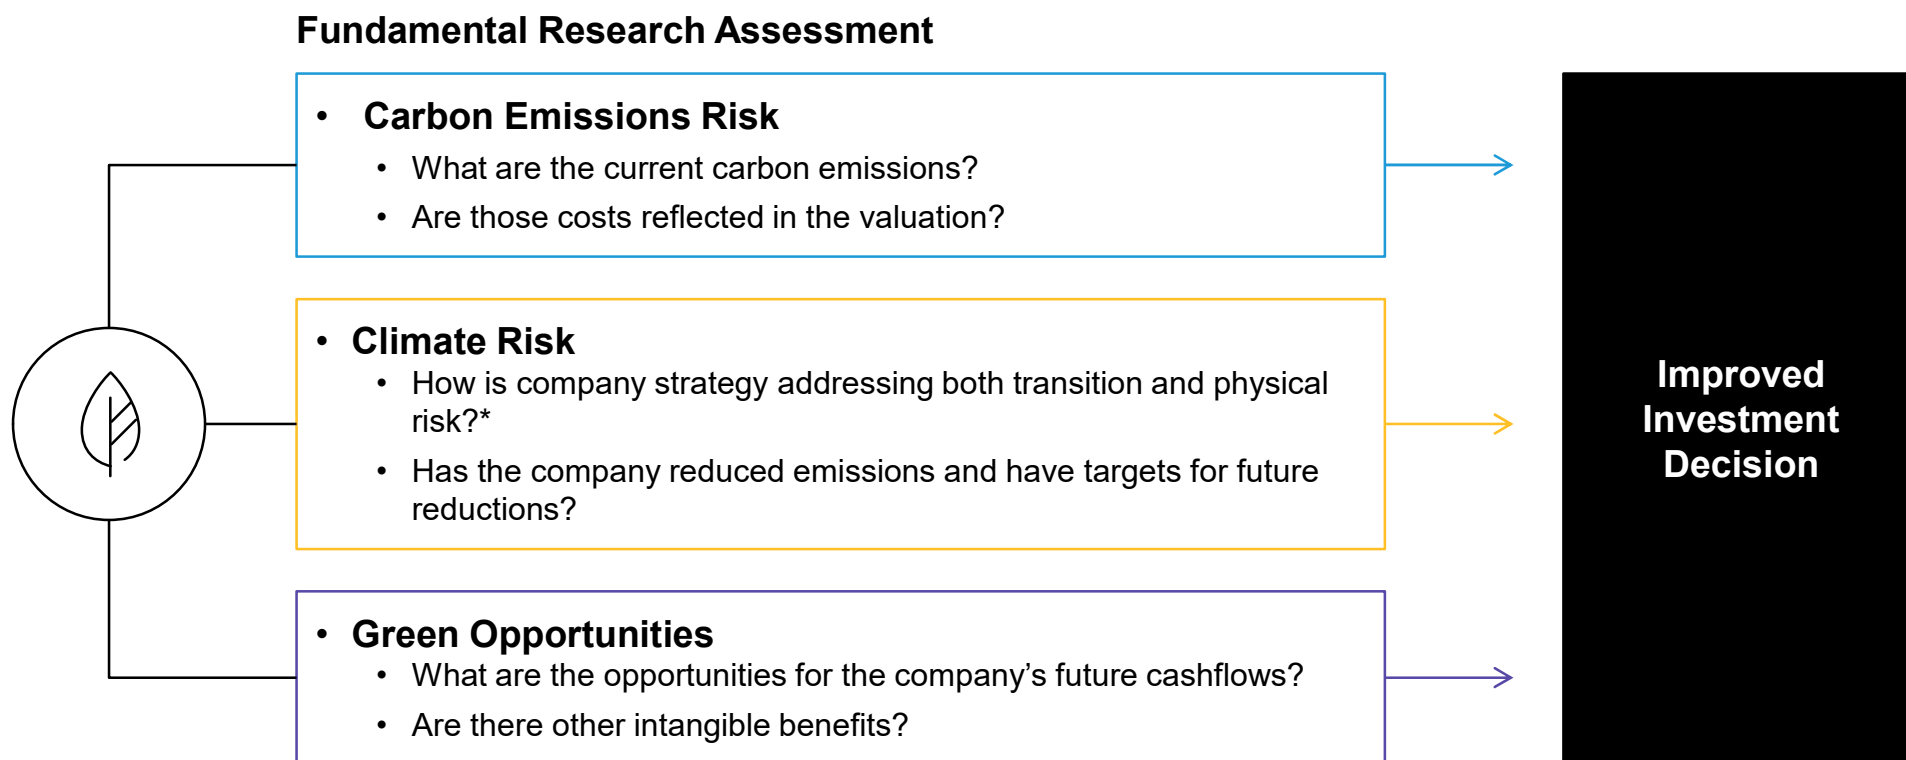 Fundamental Research Assessment
• Carbon Emissions Risk
• What are the current carbon emissions?
• Are those costs reflected in the valuation?
• Climate Risk
• How is company strategy addressing both transition and physical
risk?*
• Has the company reduced emissions and have targets for future
reductions?
• Green Opportunities
• What are the opportunities for the company’s future cashflows?
• Are there other intangible benefits?
Improved
Investment
Decision